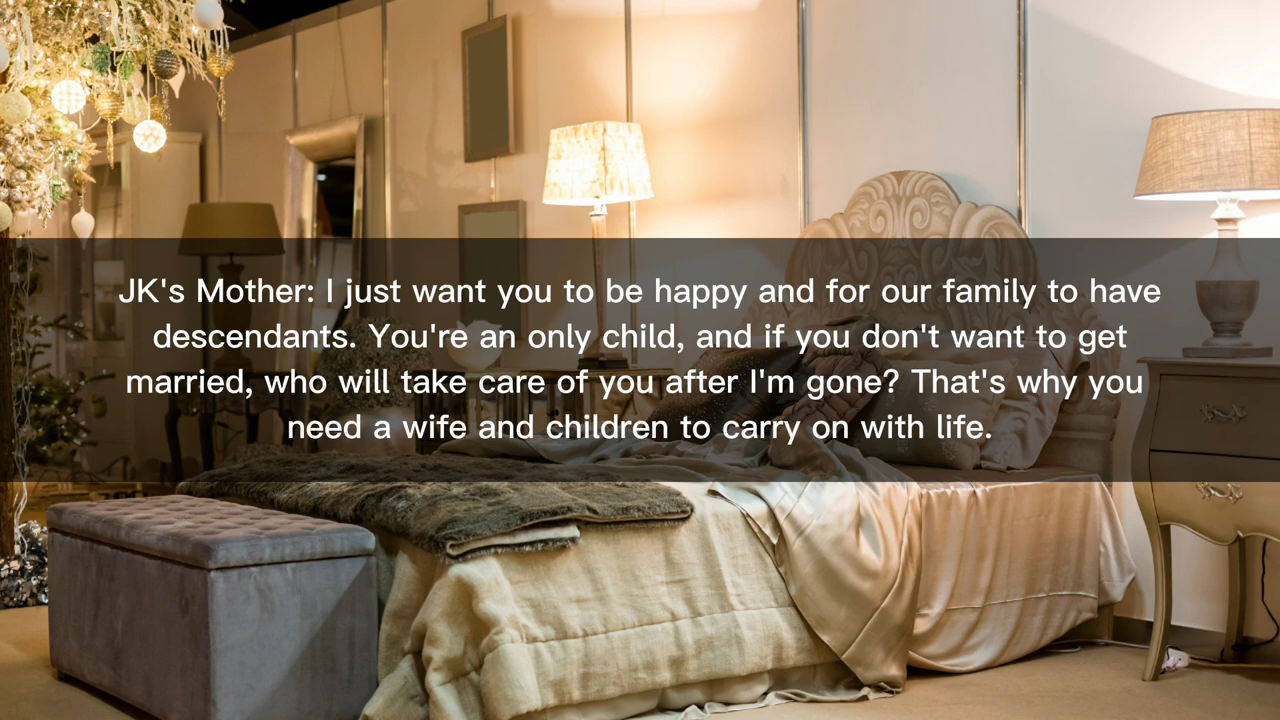 JK's Mother: I just want you to be happy and for our family to have
descendants. You're an only child, and if you don't want to get
married, who will take care of you after I'm gone? That's why you
need a wife and children to carry on with life.